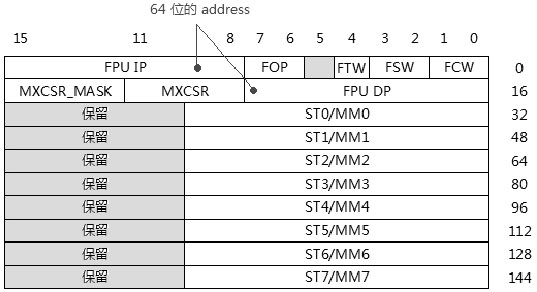 64 位的 address
15 11 8 7 6 5 4 3 2 1 0
FPU IP FOP FTW FSW FCW 0
MXCSR_MASK MXCSR FPU DP 16
保留 ST0/MM0 32
保留 ST1/MM1 48
保留 ST2/MM2 64
保留 ST3/MM3 80
保留 ST4/MM4 96
保留 ST5/MM5 112
保留 ST6/MM6 128
保留 ST7/MM7 144